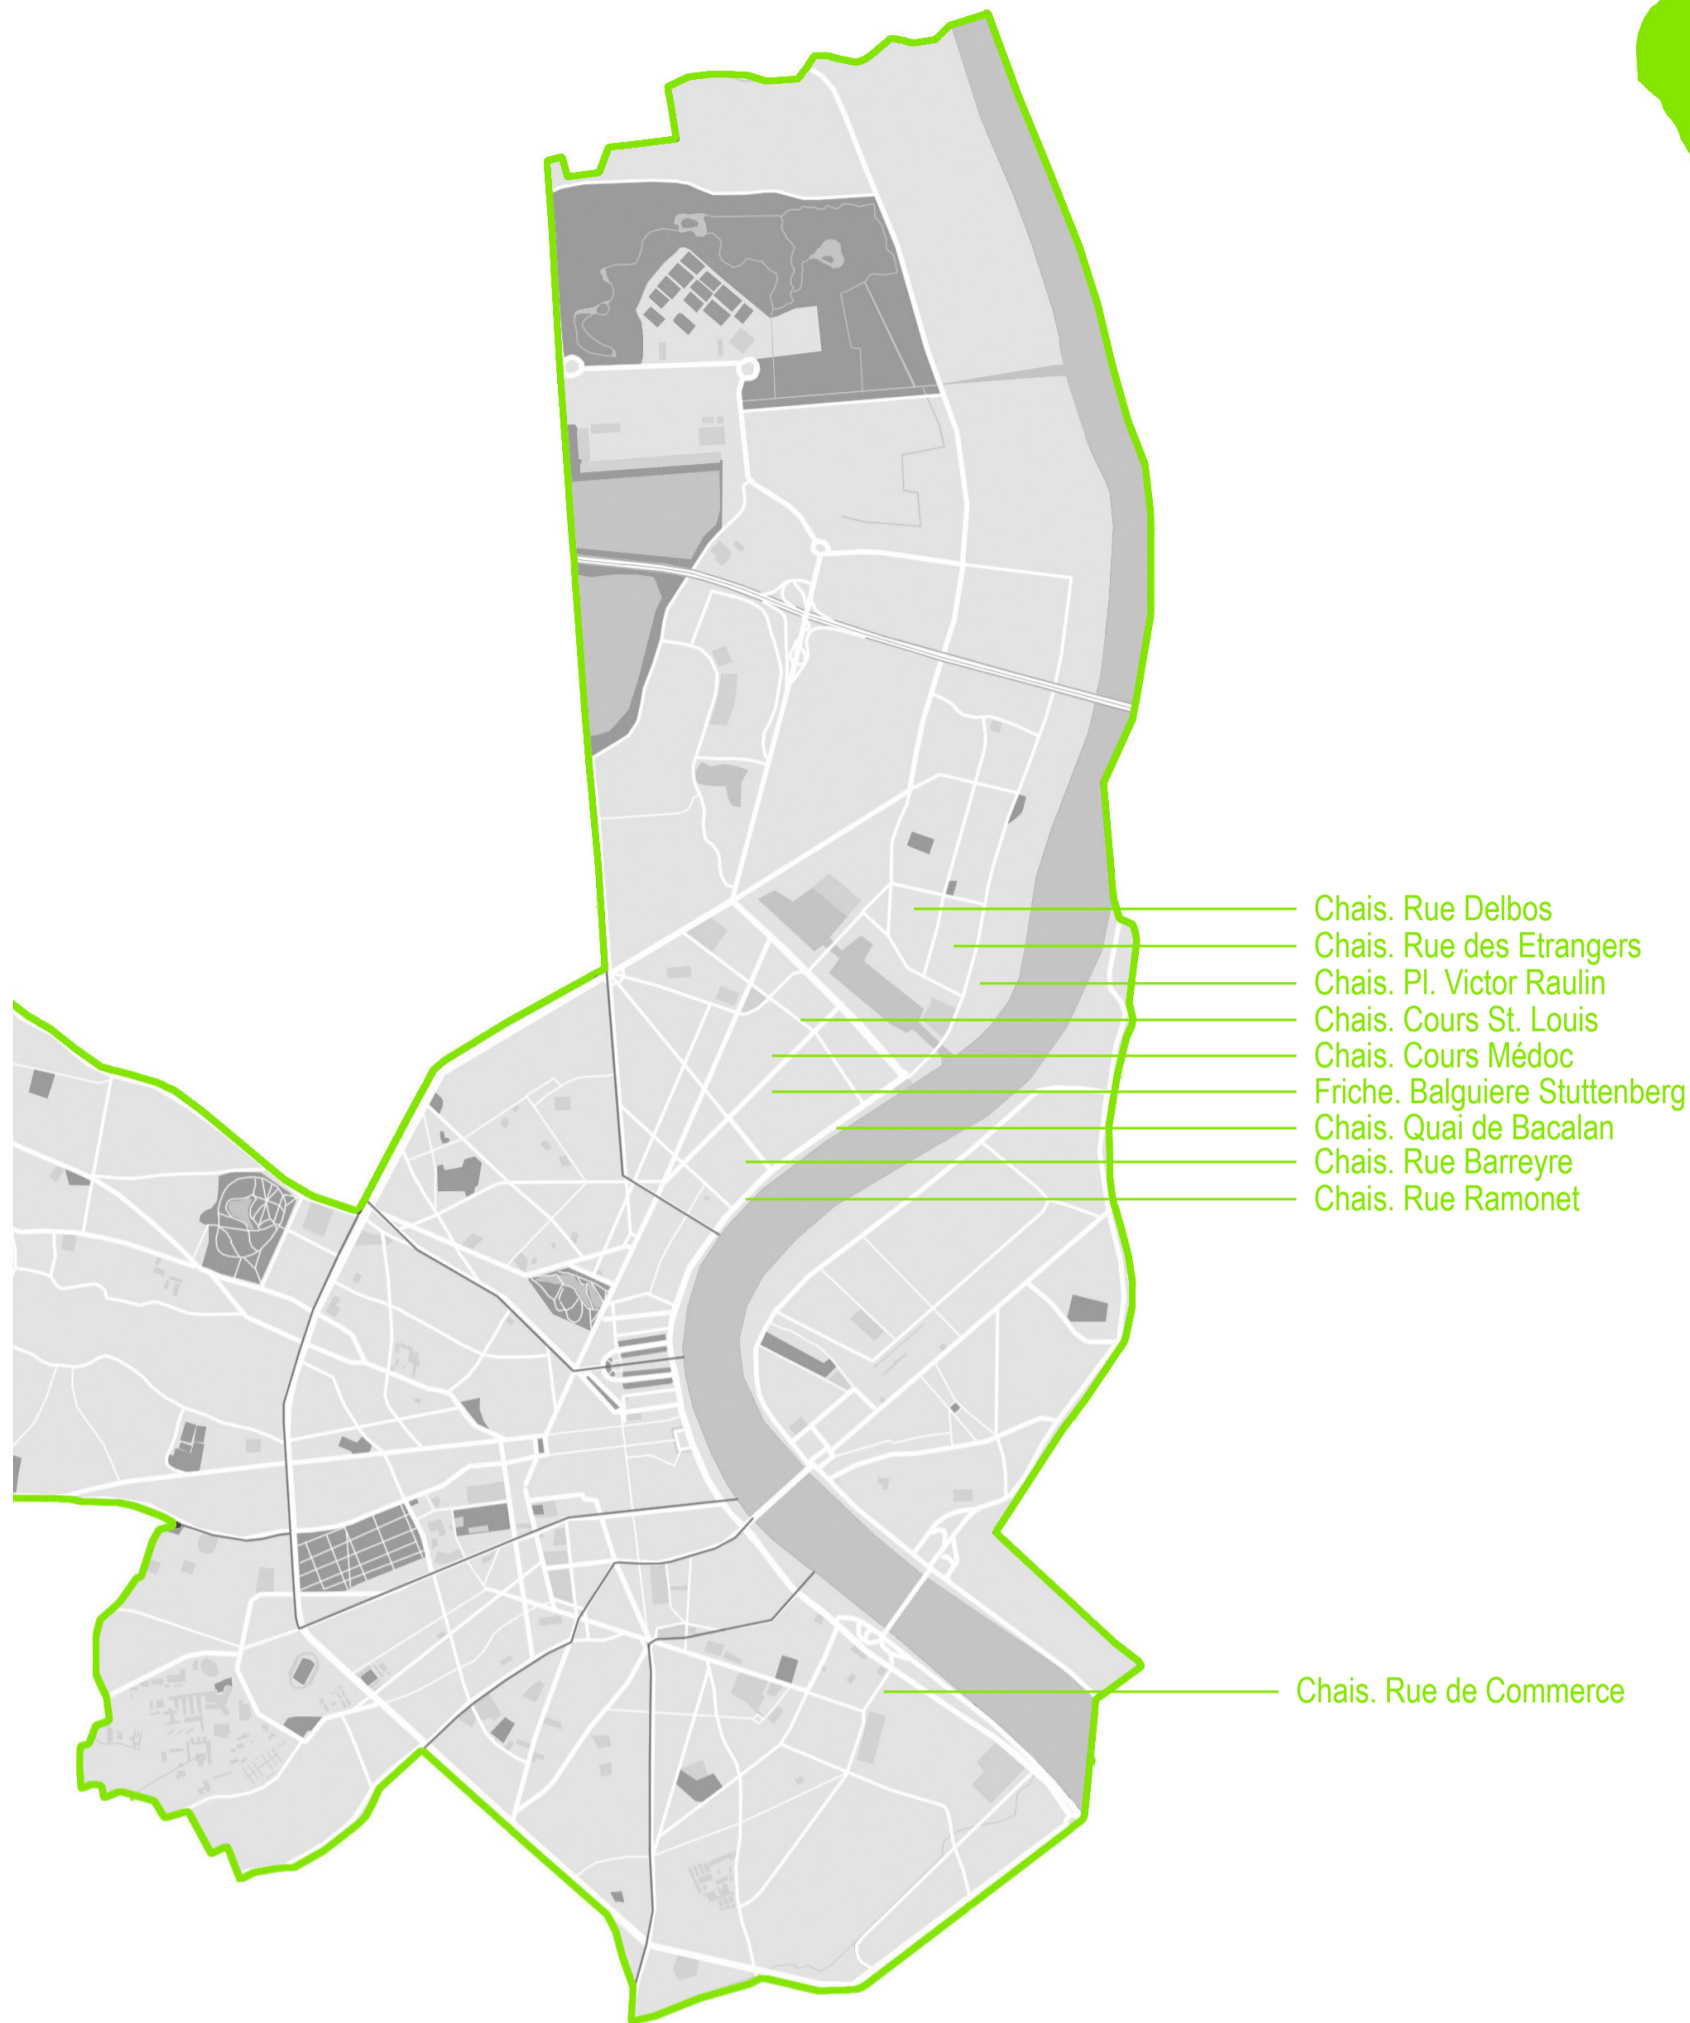 Chais. Rue Delbos
Chais. Rue des Etrangers
Chais. Pl. Victor Raulin
Chais. Cours St. Louis
Chais. Cours Médoc
Friche. Balguiere Stuttenberg
Chais. Quai de Bacalan
Chais. Rue Barreyre
Chais. Rue Ramonet
Chais. Rue de Commerce